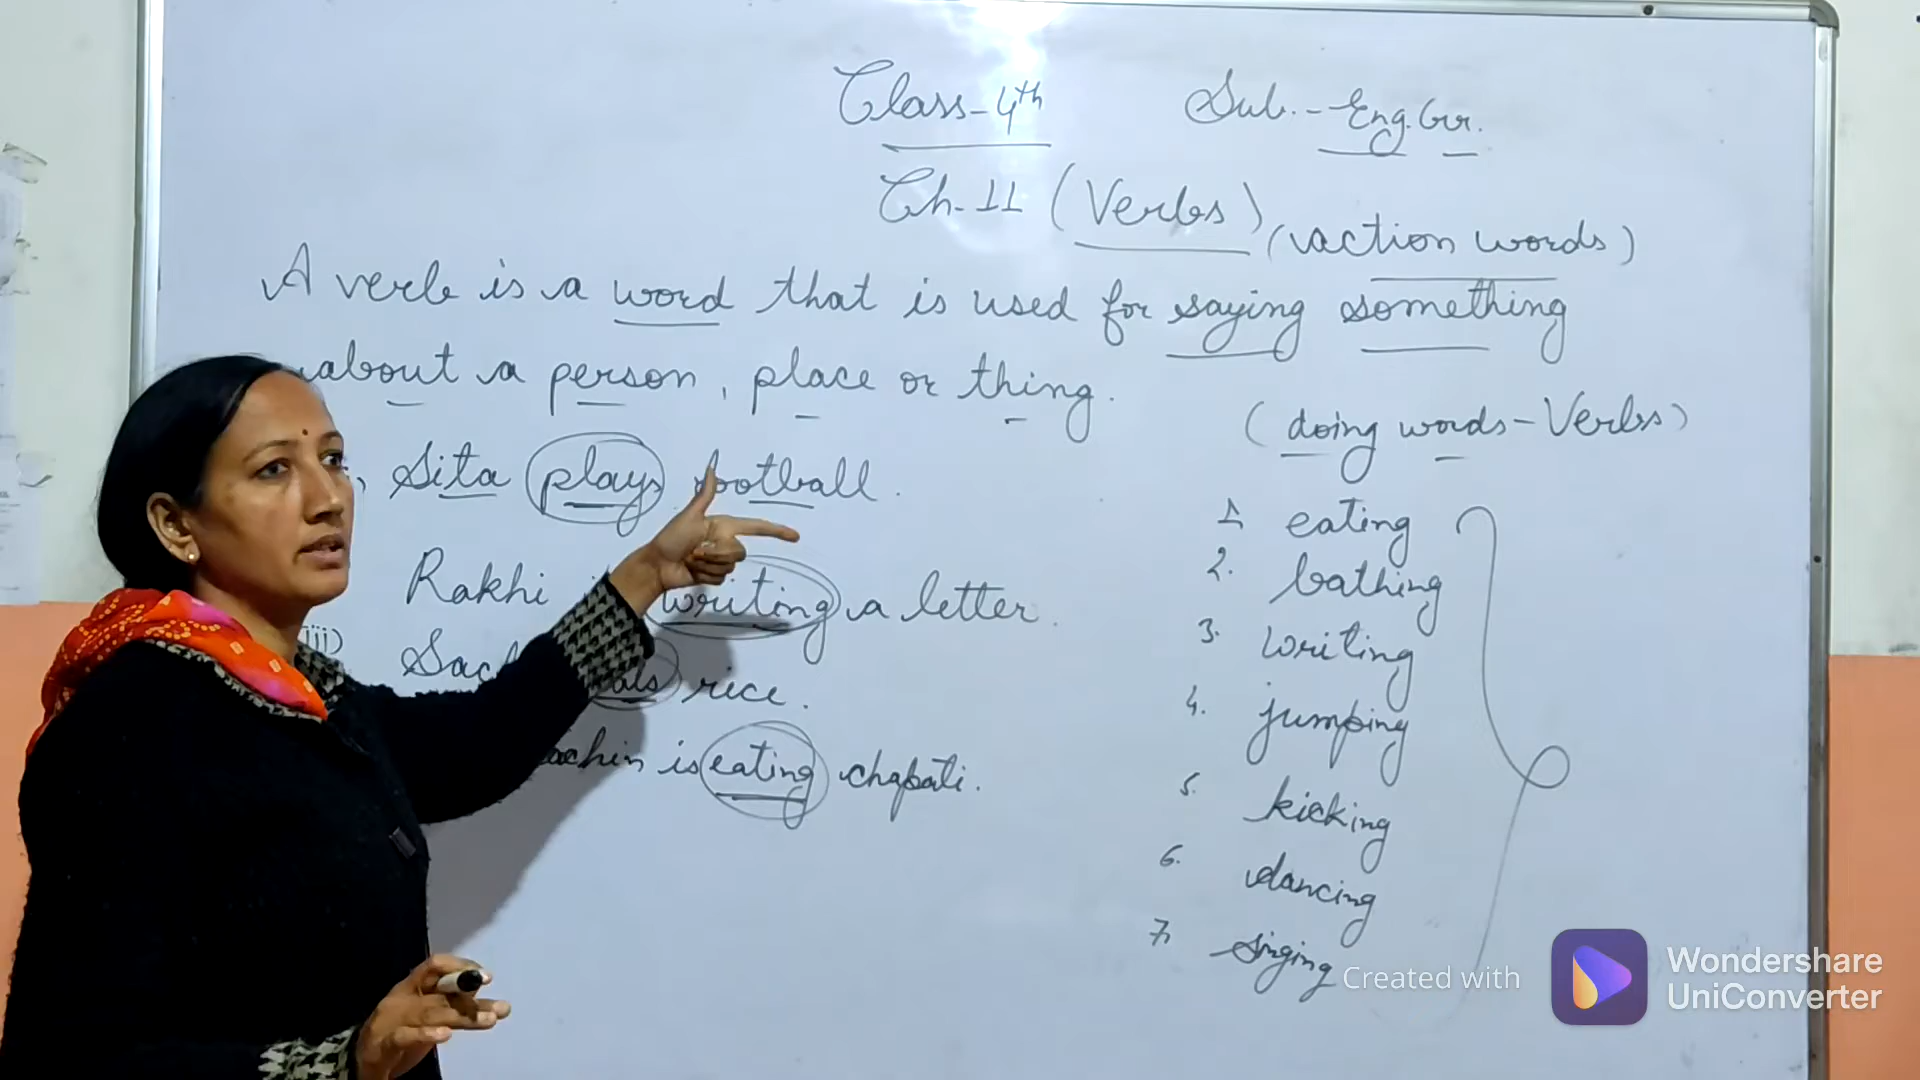 Class-4th Sub.-Eng.Gr.
Ch-11 (Verbs) (action words)
A verb is a word that is used for saying something
about a person, place or thing.
(doing words-Verbs)
Sita plays football.
Rakhi writing a letter.
iii)
rice.
is eating chapati.
1. eating
2. bathing
3. writing
4. jumping
5. kicking
6. dancing
7. singing
Created with Wondershare UniConverter